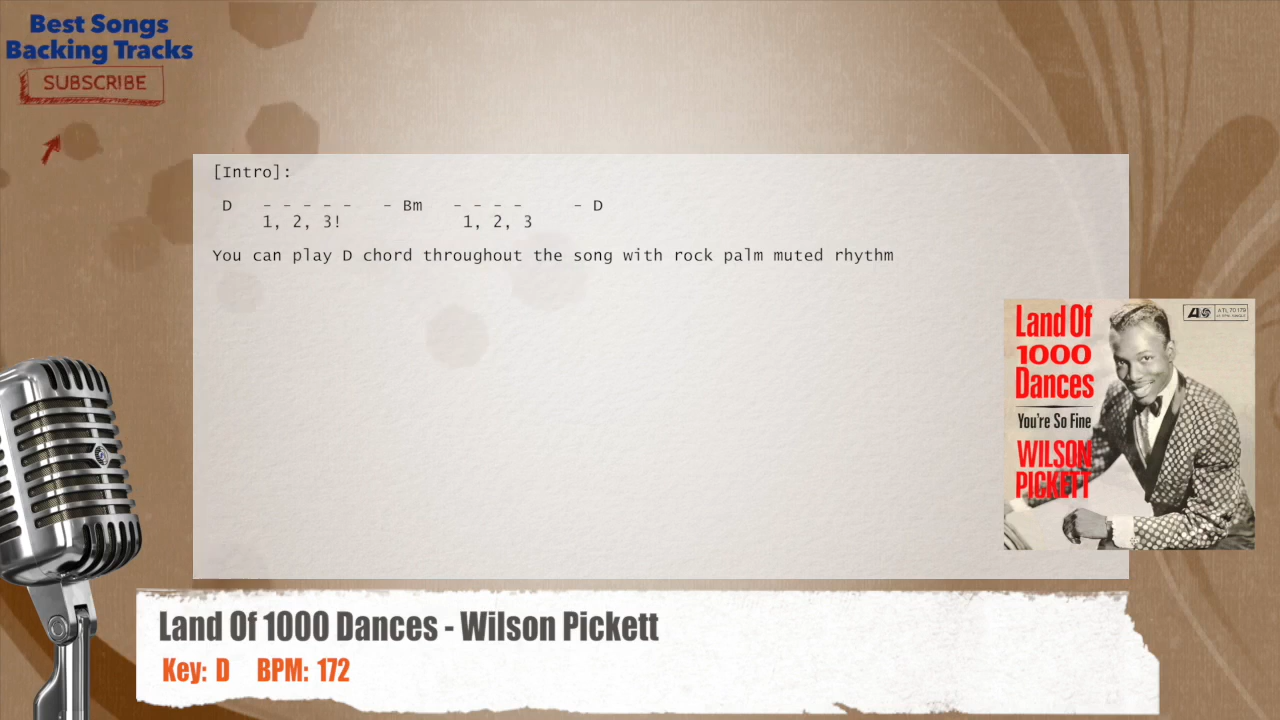 Best Songs
Backing Tracks
SUBSCRIBE
[Intro]:
D - - - - - - Bm - - - - - D
1, 2, 3! 1, 2, 3
You can play D chord throughout the song with rock palm muted rhythm
Land Of
1000
Dances
You're So Fine
WILSON
PICKETT
ATL 70179
Land Of 1000 Dances - Wilson Pickett
Key: D BPM: 172